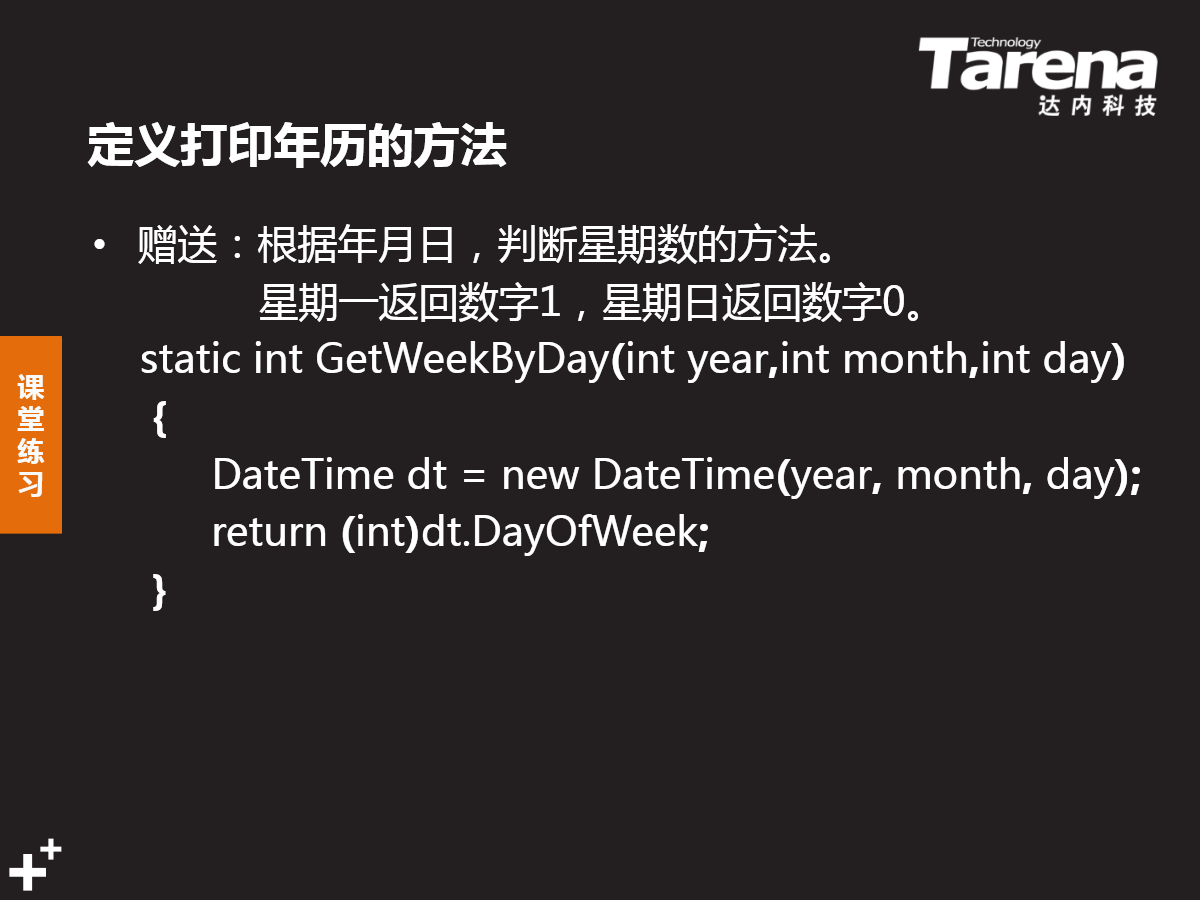 Technology
Tarena
达内科技
定义打印年历的方法
• 赠送：根据年月日，判断星期数的方法。
星期一返回数字1，星期日返回数字0。
static int GetWeekByDay(int year,int month,int day)
{
DateTime dt = new DateTime(year, month, day);
return (int)dt.DayOfWeek;
}
课堂练习